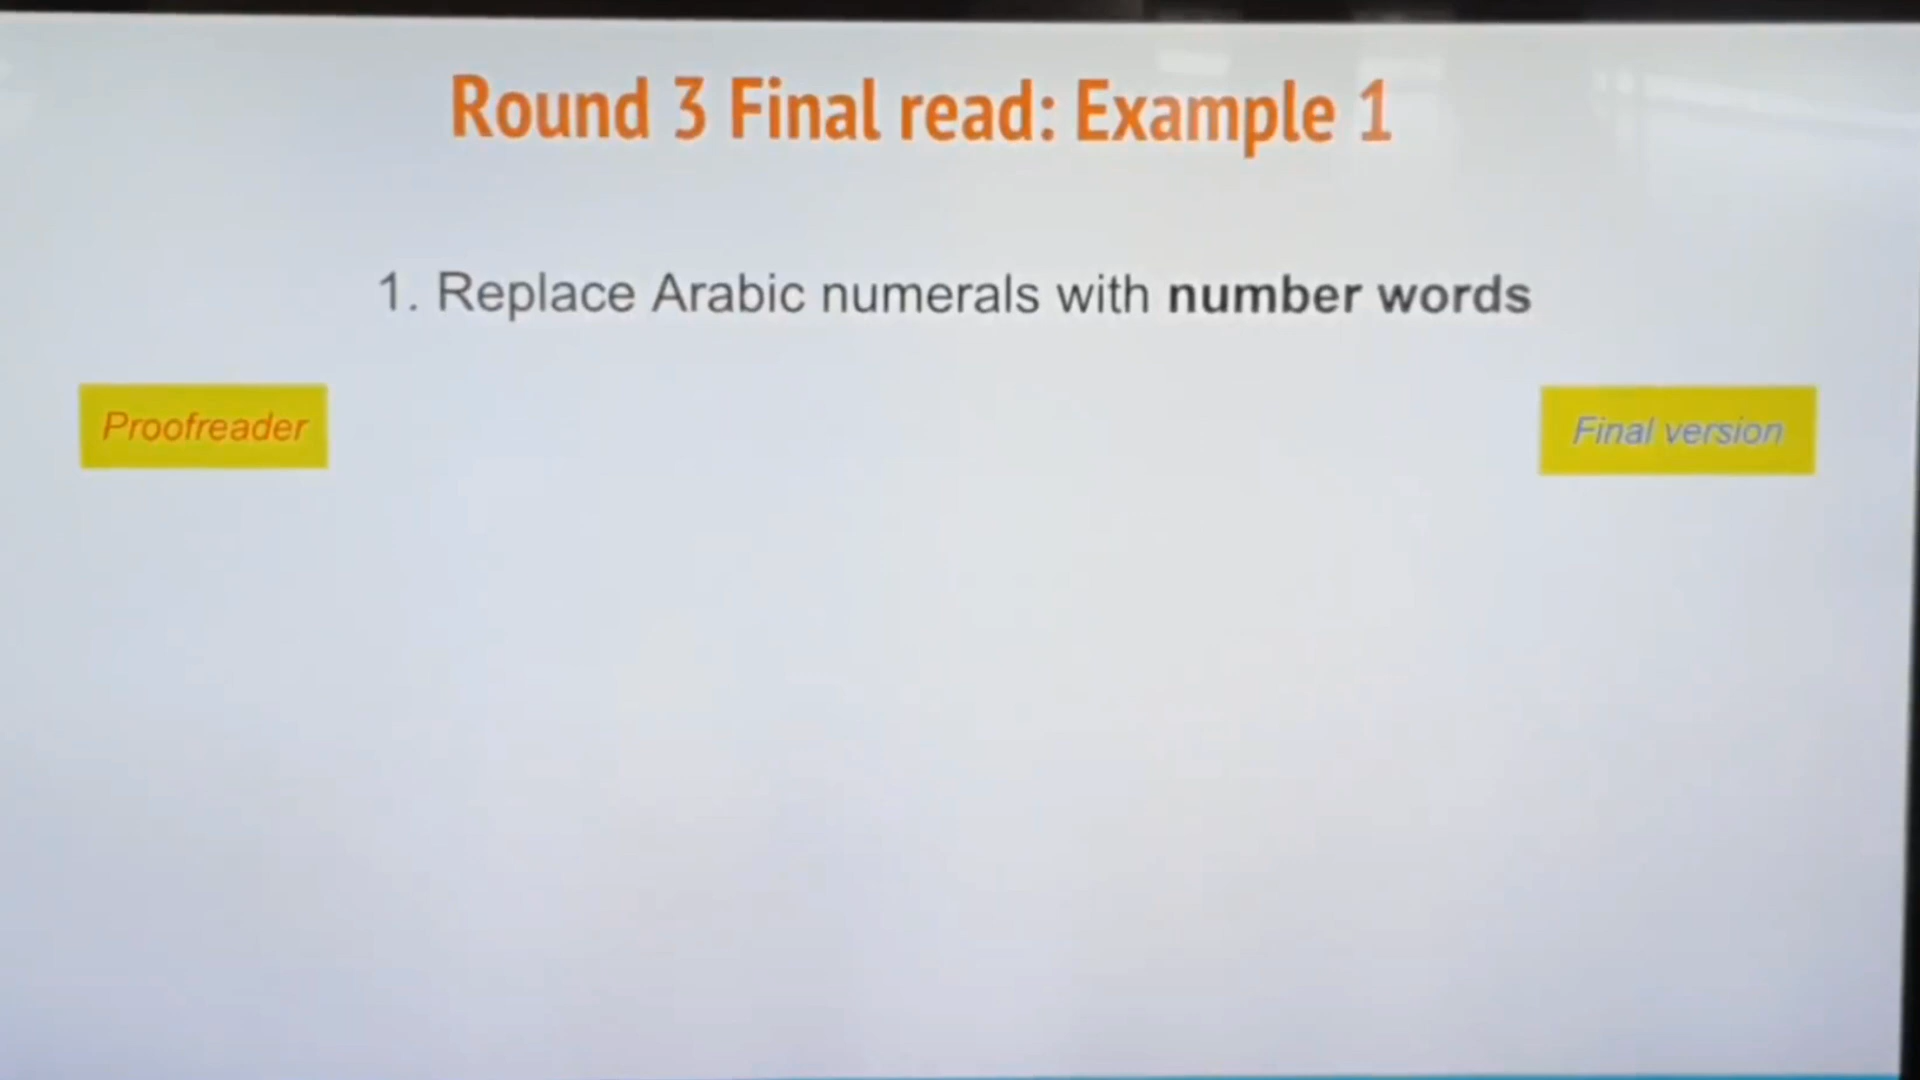 Round 3 Final read: Example 1
1. Replace Arabic numerals with number words
Proofreader
Final version